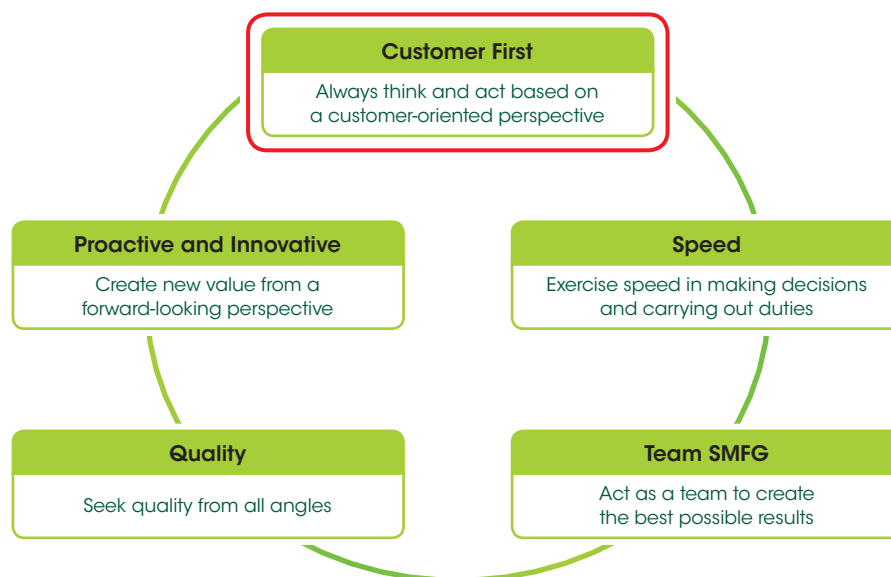 Customer First
Always think and act based on
a customer-oriented perspective
Proactive and Innovative
Create new value from a
forward-looking perspective
Speed
Exercise speed in making decisions
and carrying out duties
Quality
Seek quality from all angles
Team SMFG
Act as a team to create
the best possible results